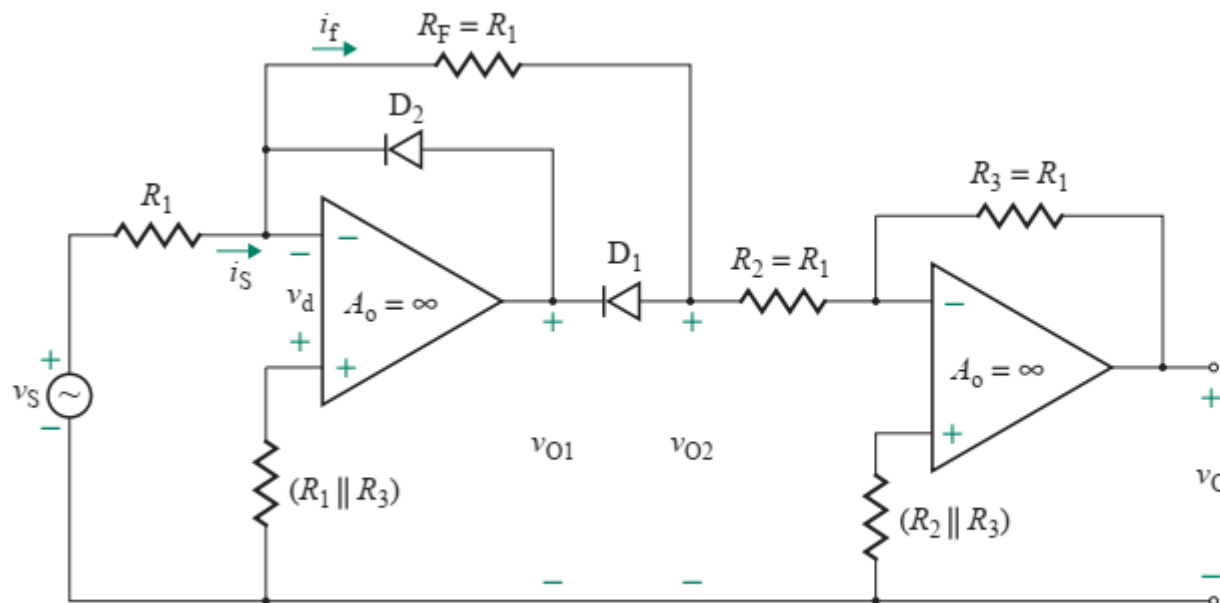 i_f
R_F = R_1
D_2
R_1
i_S
−
−
v_d
A_o = ∞
+
+
D_1
R_2 = R_1
R_3 = R_1
+
+
−
A_o = ∞
+
+
v_S
∼
−
(R_1 || R_3)
v_O1
v_O2
(R_2 || R_3)
v_O
−
−
−